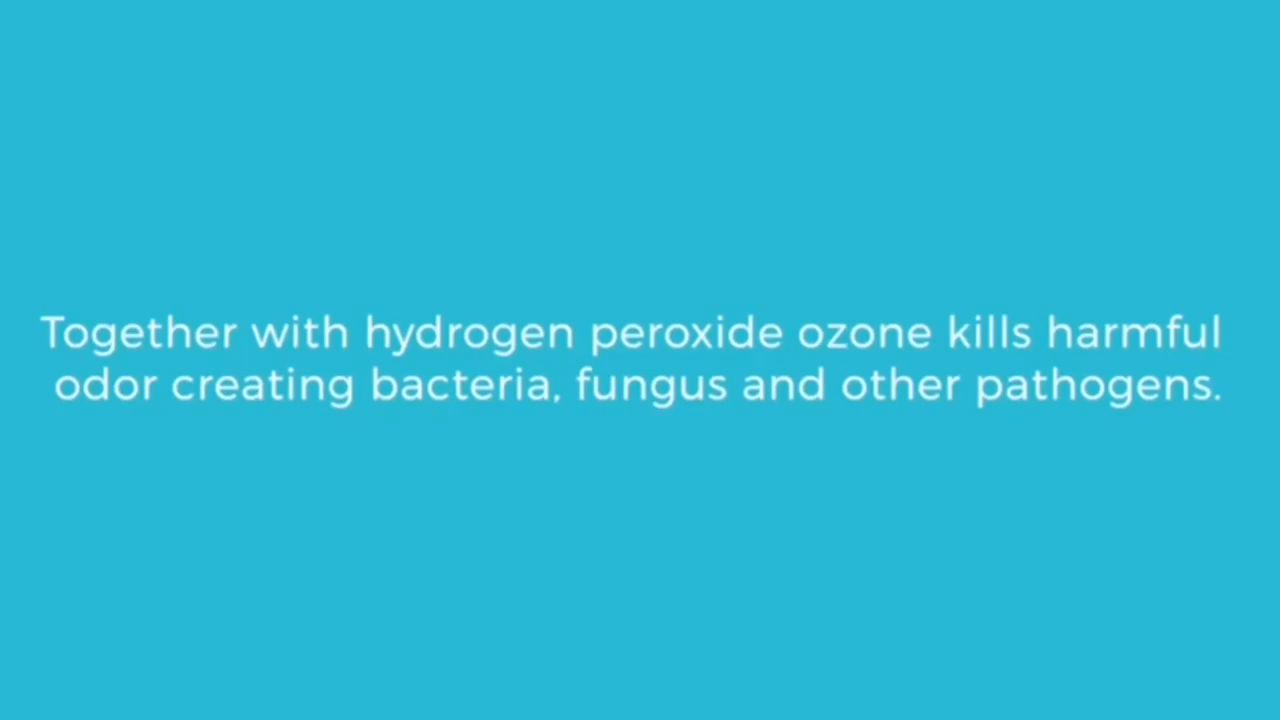 Together with hydrogen peroxide ozone kills harmful
odor creating bacteria, fungus and other pathogens.